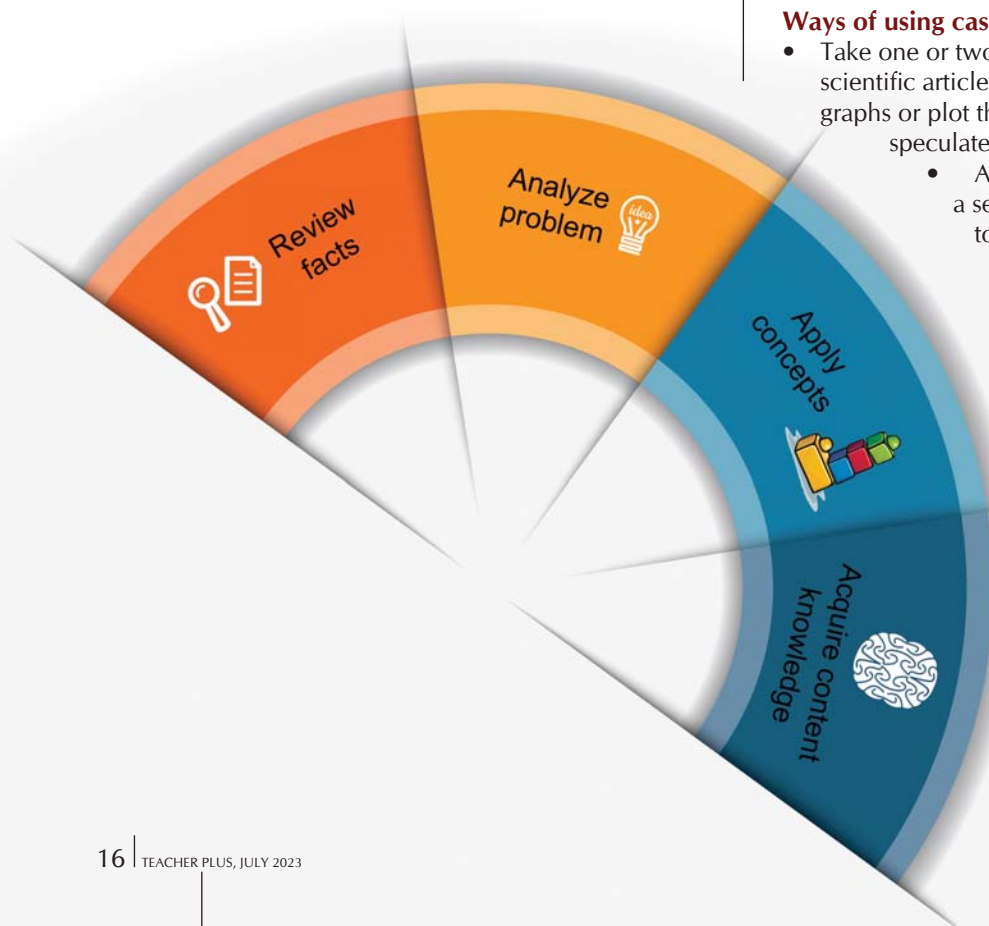 Ways of using cas
• Take one or two
scientific article
graphs or plot th
speculate
• A
a se
to
Review
facts
Analyze
problem
idea
Apply
concepts
Acquire content
knowledge
16 TEACHER PLUS, JULY 2023